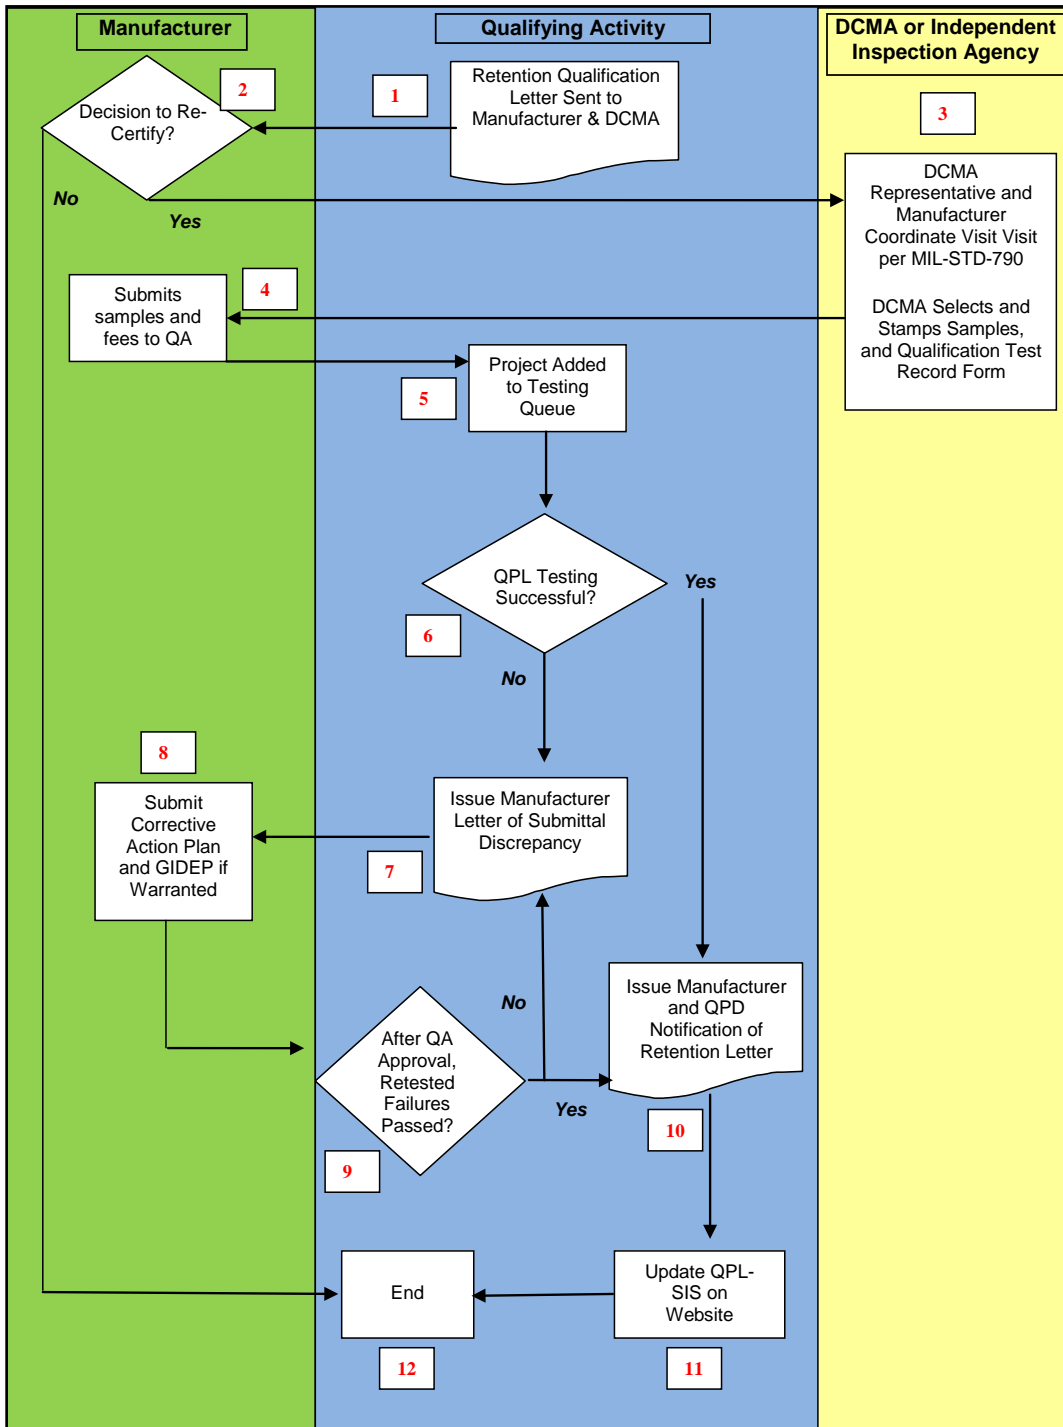 Manufacturer
Qualifying Activity
DCMA or Independent
Inspection Agency
2
Decision to Re-
Certify?
No
Yes
1
Retention Qualification
Letter Sent to
Manufacturer & DCMA
3
DCMA
Representative and
Manufacturer
Coordinate Visit Visit
per MIL-STD-790
DCMA Selects and
Stamps Samples,
and Qualification Test
Record Form
4
Submits
samples and
fees to QA
5
Project Added
to Testing
Queue
QPL Testing
Successful?
Yes
6
No
8
Submit
Corrective
Action Plan
and GIDEP if
Warranted
Issue Manufacturer
Letter of Submittal
Discrepancy
7
No
After QA
Approval,
Retested
Failures
Passed?
Yes
9
Issue Manufacturer
and QPD
Notification of
Retention Letter
10
Update QPL-
SIS on
Website
11
End
12